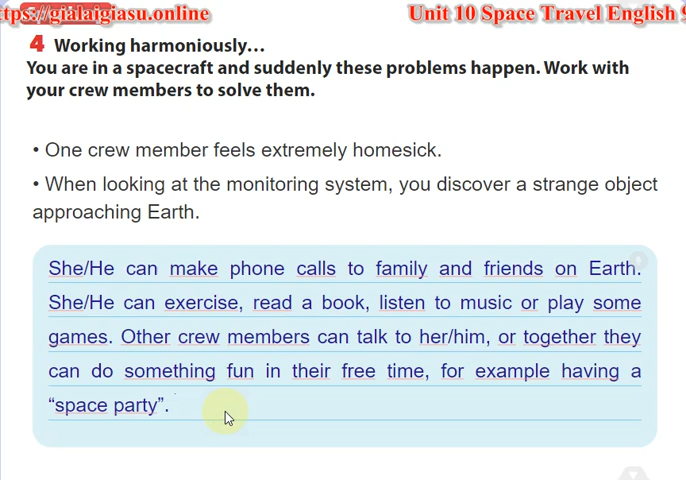 ttps://gialaigiasu.online
Unit 10 Space Travel English 9
4 Working harmoniously...
You are in a spacecraft and suddenly these problems happen. Work with
your crew members to solve them.
• One crew member feels extremely homesick.
• When looking at the monitoring system, you discover a strange object
approaching Earth.
She/He can make phone calls to family and friends on Earth.
She/He can exercise, read a book, listen to music or play some
games. Other crew members can talk to her/him, or together they
can do something fun in their free time, for example having a
“space party”.